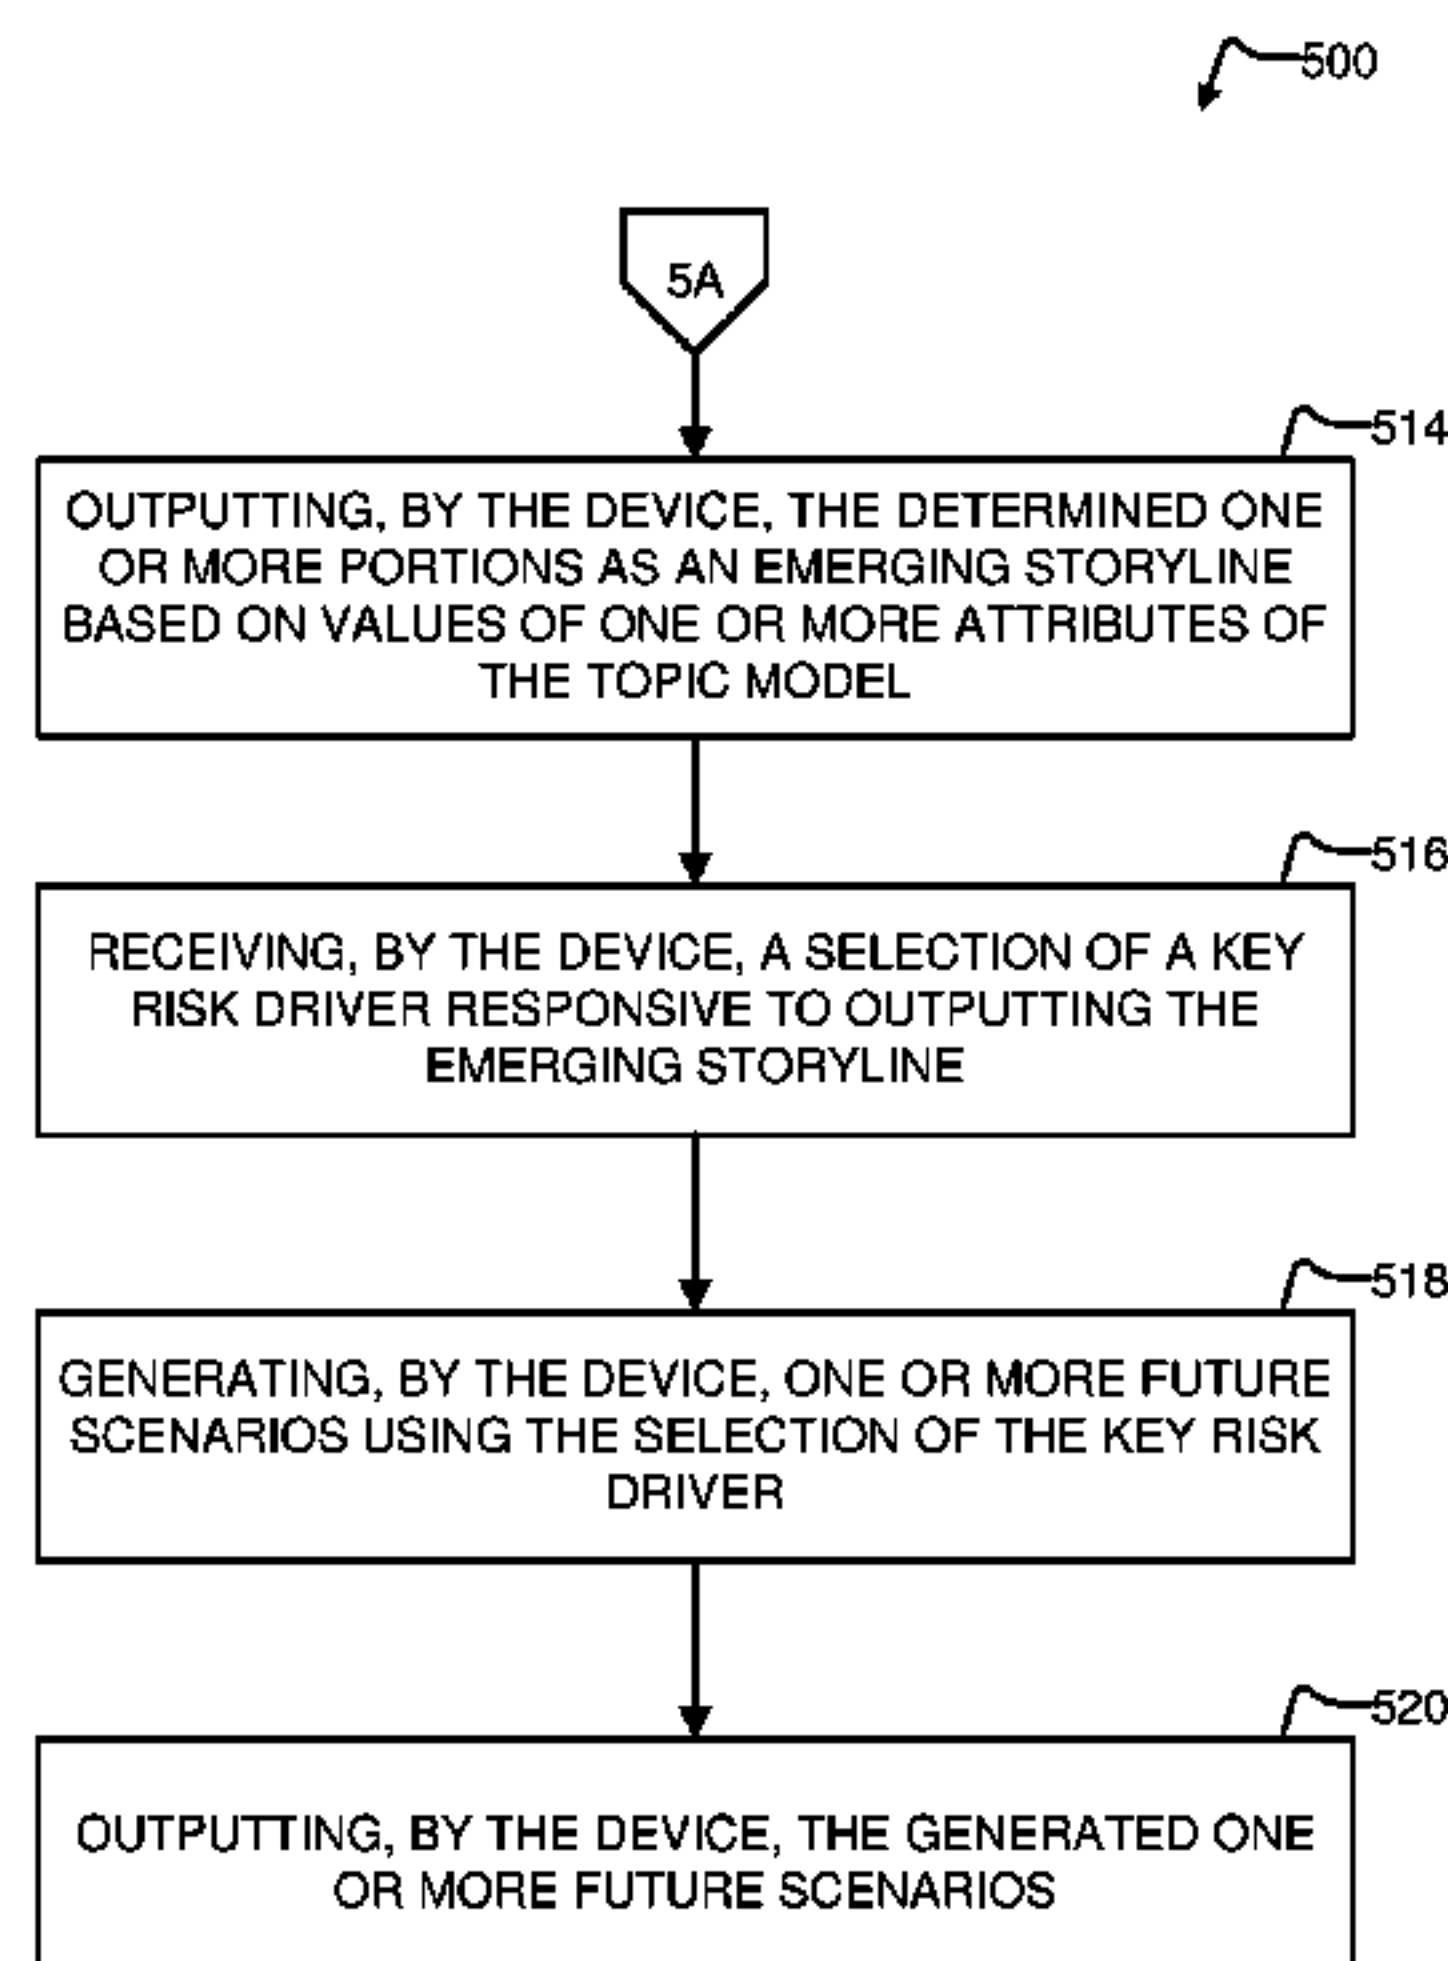 500
5A
514
OUTPUTTING, BY THE DEVICE, THE DETERMINED ONE
OR MORE PORTIONS AS AN EMERGING STORYLINE
BASED ON VALUES OF ONE OR MORE ATTRIBUTES OF
THE TOPIC MODEL
516
RECEIVING, BY THE DEVICE, A SELECTION OF A KEY
RISK DRIVER RESPONSIVE TO OUTPUTTING THE
EMERGING STORYLINE
518
GENERATING, BY THE DEVICE, ONE OR MORE FUTURE
SCENARIOS USING THE SELECTION OF THE KEY RISK
DRIVER
520
OUTPUTTING, BY THE DEVICE, THE GENERATED ONE
OR MORE FUTURE SCENARIOS